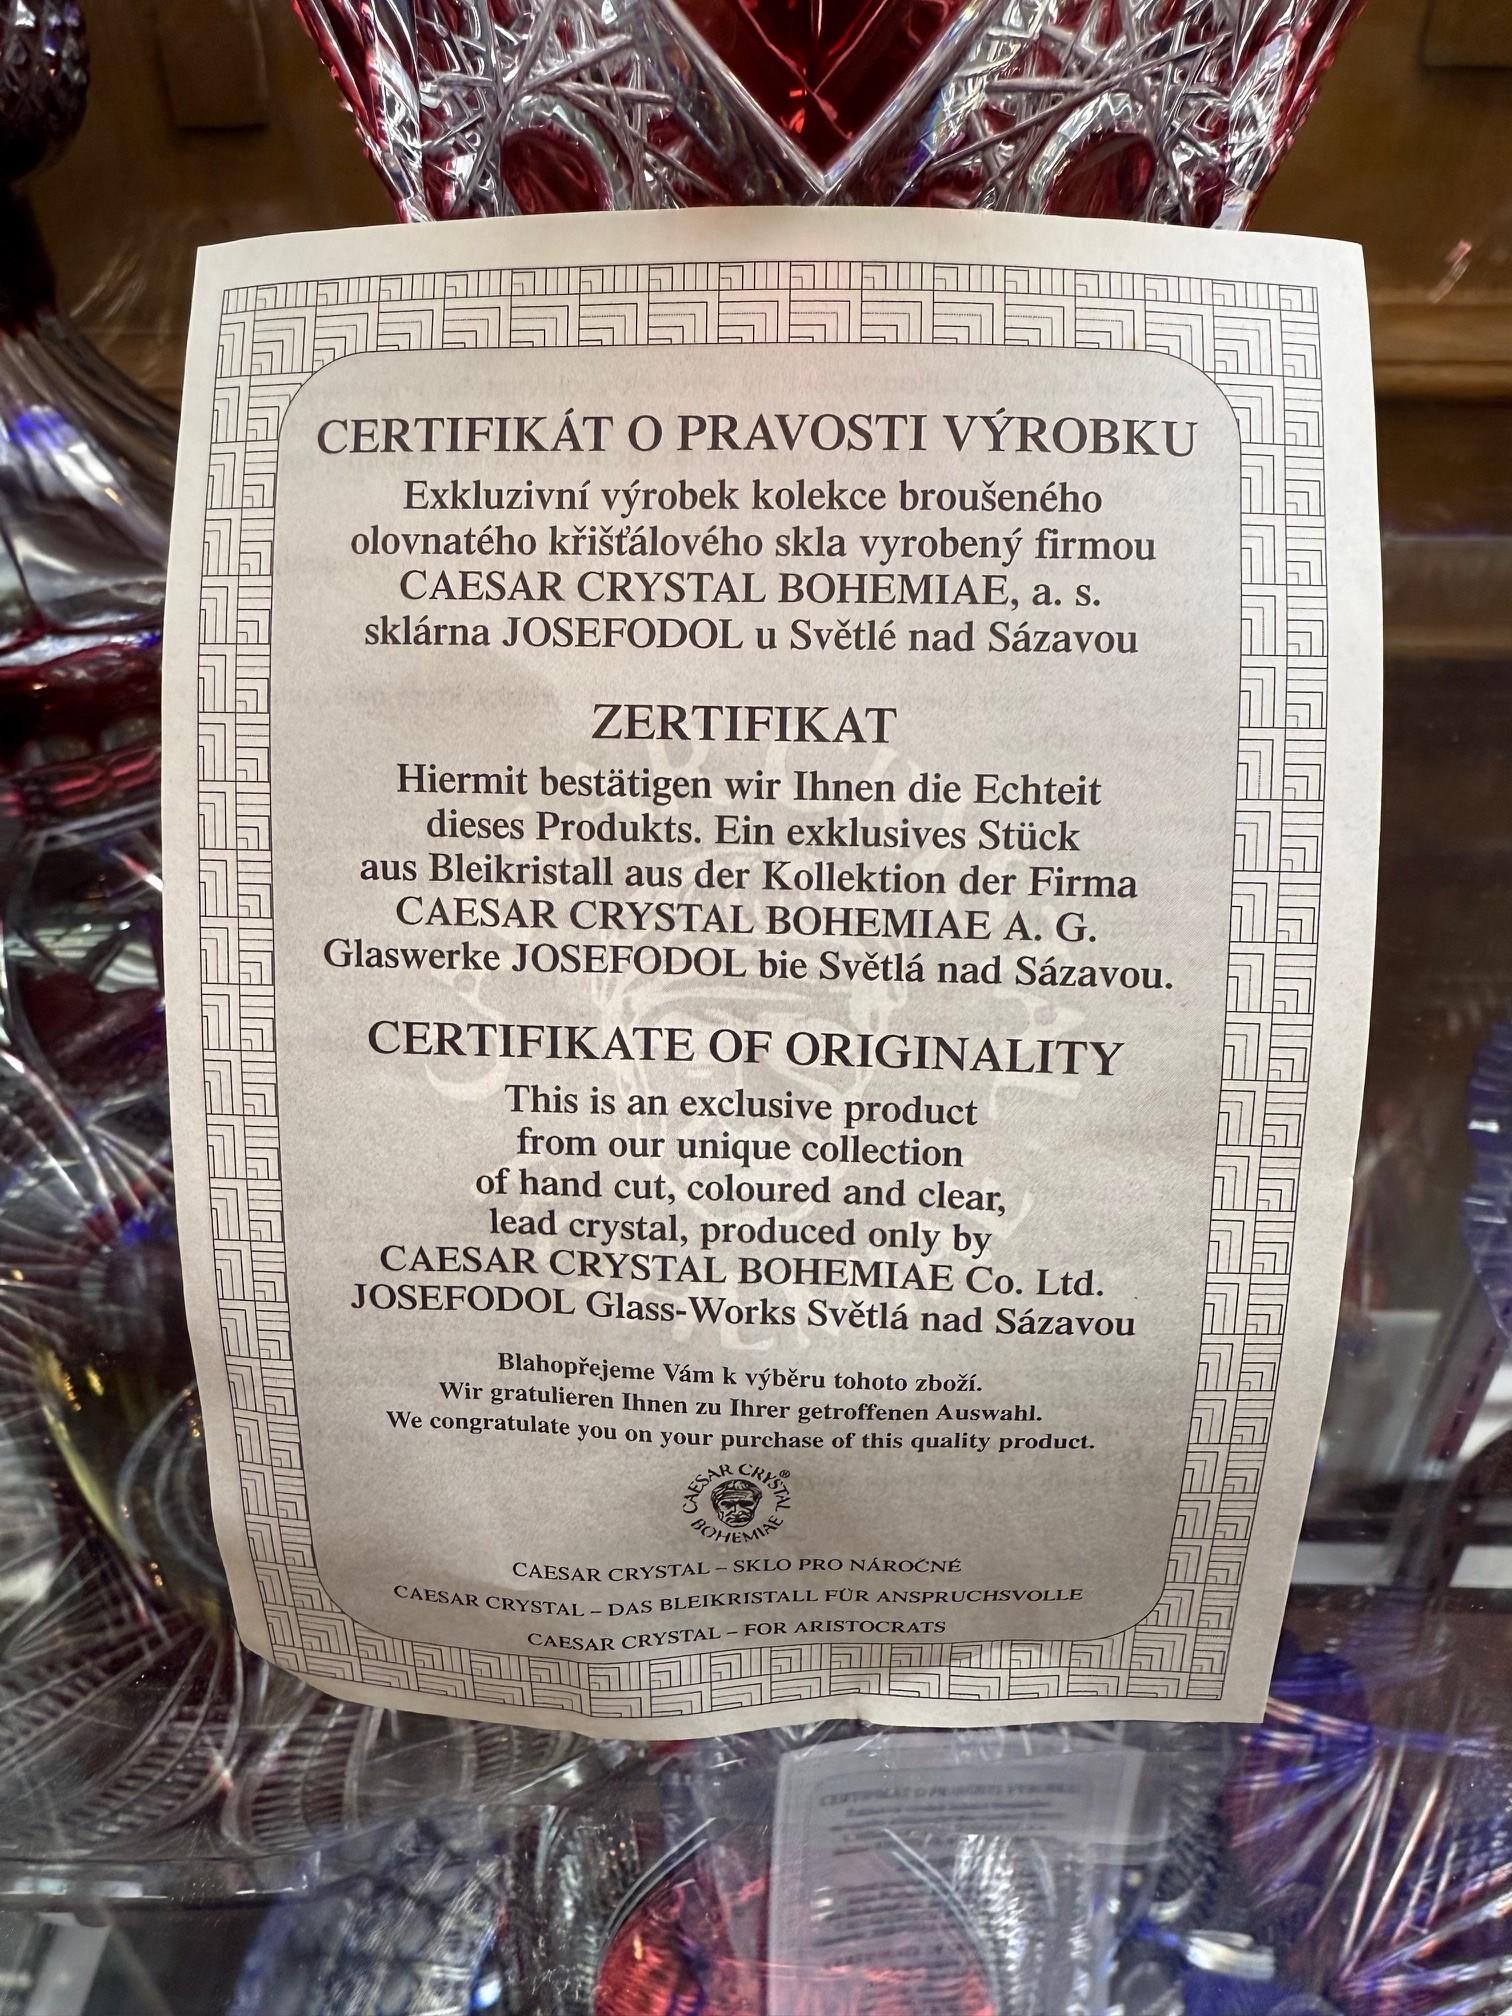 CERTIFIKÁT O PRAVOSTI VÝROBKU
Exkluzivní výrobek kolekce broušeného
olovnatého křišťálového skla vyrobený firmou
CAESAR CRYSTAL BOHEMIAE, a. s.
sklárna JOSEFODOL u Světlé nad Sázavou
ZERTIFIKAT
Hiermit bestätigen wir Ihnen die Echteit
dieses Produkts. Ein exklusives Stück
aus Bleikristall aus der Kollektion der Firma
CAESAR CRYSTAL BOHEMIAE A. G.
Glaswerke JOSEFODOL bie Světlá nad Sázavou.
CERTIFIKATE OF ORIGINALITY
This is an exclusive product
from our unique collection
of hand cut, coloured and clear,
lead crystal, produced only by
CAESAR CRYSTAL BOHEMIAE Co. Ltd.
JOSEFODOL Glass-Works Světlá nad Sázavou
Blahopřejeme Vám k výběru tohoto zboží.
Wir gratulieren Ihnen zu Ihrer getroffenen Auswahl.
We congratulate you on your purchase of this quality product.
CAESAR CRYSTAL®
BOHEMIAE
CAESAR CRYSTAL – SKLO PRO NÁROČNÉ
CAESAR CRYSTAL – DAS BLEIKRISTALL FÜR ANSPRUCHSVOLLE
CAESAR CRYSTAL – FOR ARISTOCRATS